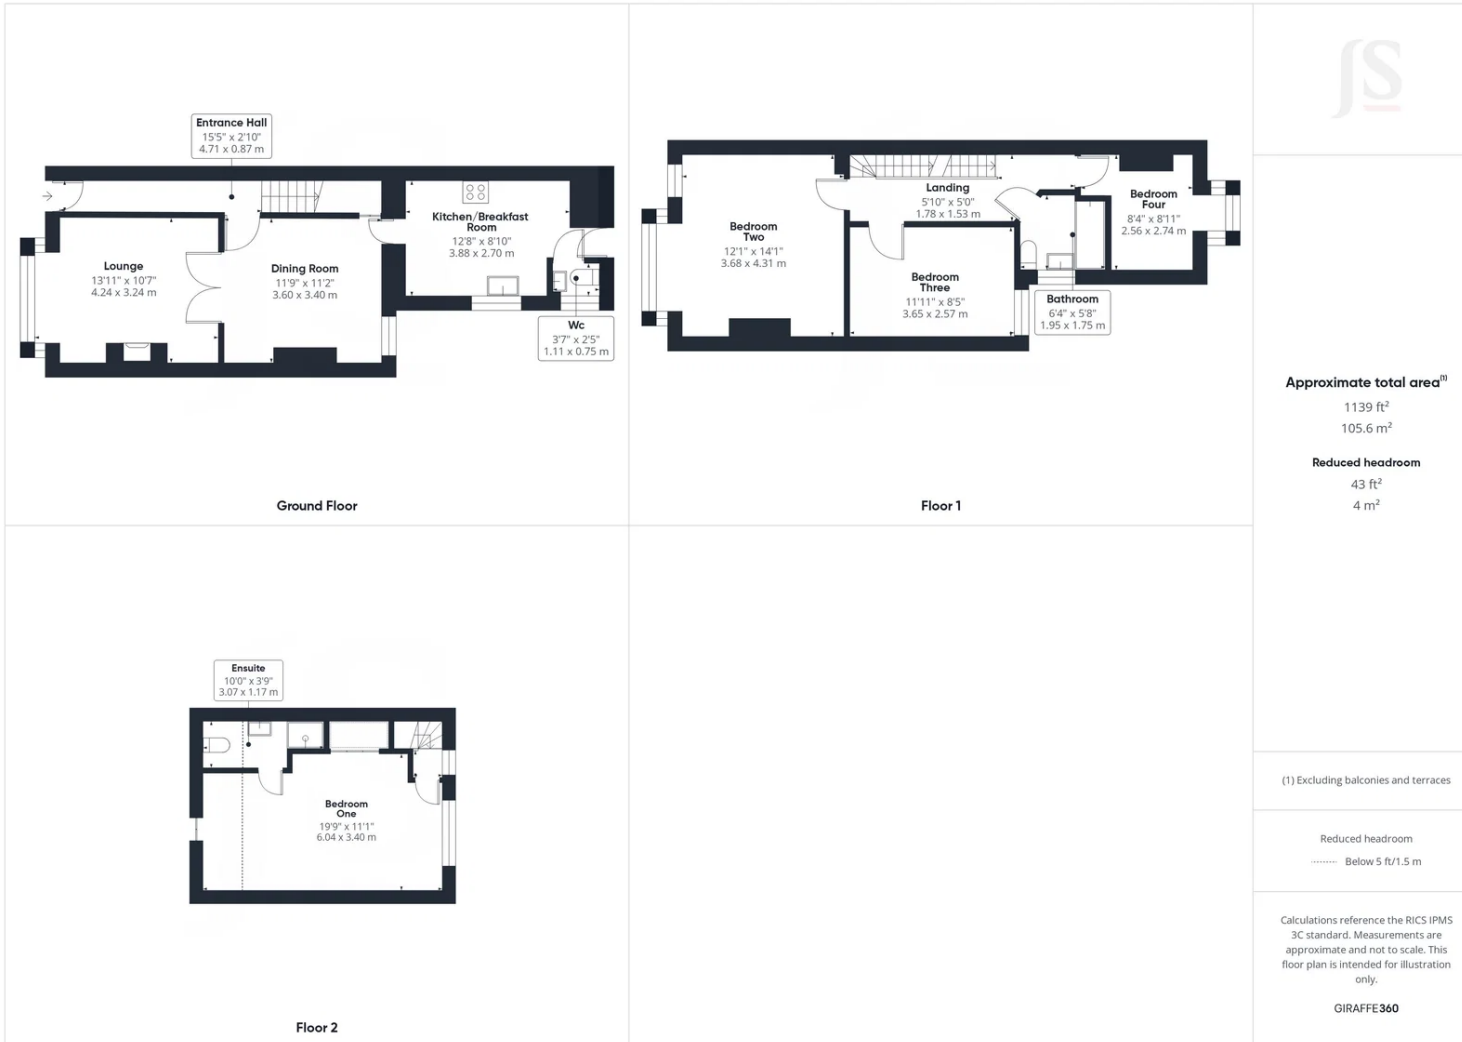 Entrance Hall
15'5" x 2'10"
4.71 x 0.87 m
Kitchen/Breakfast
Room
12'8" x 8'10"
3.88 x 2.70 m
Lounge
13'11" x 10'7"
4.24 x 3.24 m
Dining Room
11'9" x 11'2"
3.60 x 3.40 m
Wc
3'7" x 2'5"
1.11 x 0.75 m
Ground Floor
Landing
5'10" x 5'0"
1.78 x 1.53 m
Bedroom
Four
8'4" x 8'11"
2.56 x 2.74 m
Bedroom
Two
12'1" x 14'1"
3.68 x 4.31 m
Bedroom
Three
11'11" x 8'5"
3.65 x 2.57 m
Bathroom
6'4" x 5'8"
1.95 x 1.75 m
Floor 1
Ensuite
10'0" x 3'9"
3.07 x 1.17 m
Bedroom
One
19'9" x 11'1"
6.04 x 3.40 m
Floor 2
JS
Approximate total area(1)
1139 ft²
105.6 m²
Reduced headroom
43 ft²
4 m²
(1) Excluding balconies and terraces
Reduced headroom
Below 5 ft/1.5 m
Calculations reference the RICS IPMS
3C standard. Measurements are
approximate and not to scale. This
floor plan is intended for illustration
only.
GIRAFFE360